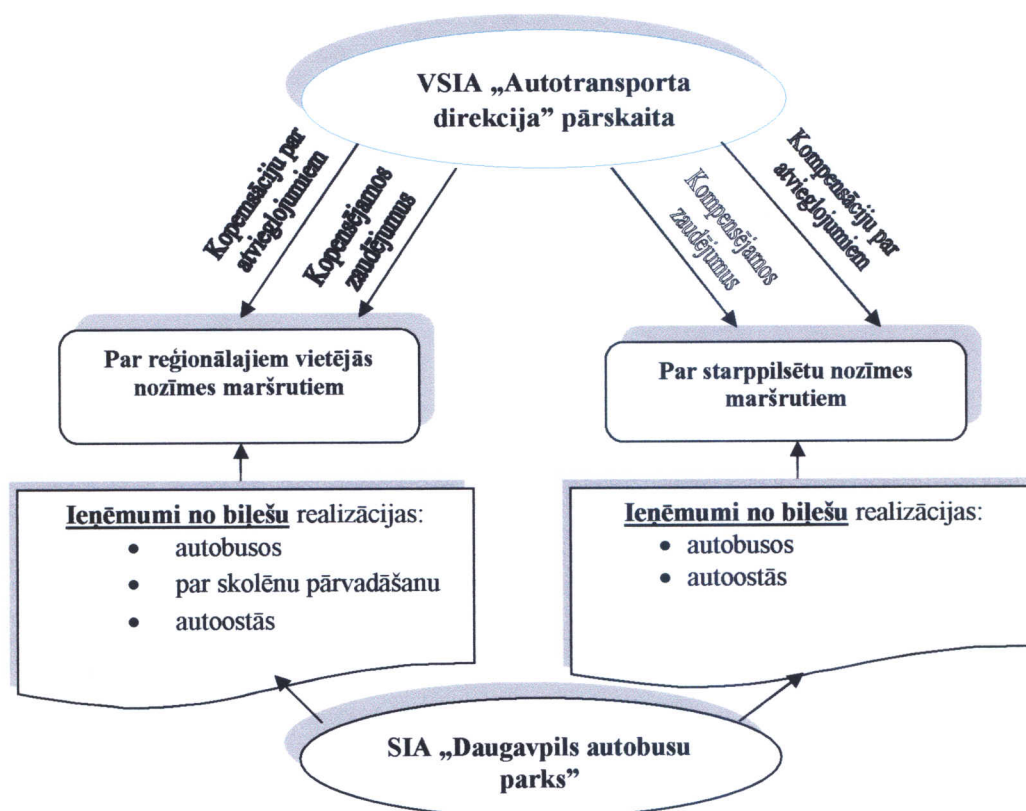 VSIA „Autotransporta
direkcija” pārskaita
Kopemsāciju par
atvieglojumiem
Kopensējamos
zaudējumus
Kompensējamos
zaudējumus
Kompensāciju par
atvieglojumiem
Par reģionālajiem vietējās
nozīmes maršrutiem
Par starppilsētu nozīmes
maršrutiem
Ieņēmumi no biļešu realizācijas:
• autobusos
• par skolēnu pārvadāšanu
• autoostās
Ieņēmumi no biļešu realizācijas:
• autobusos
• autoostās
SIA „Daugavpils autobusu
parks”